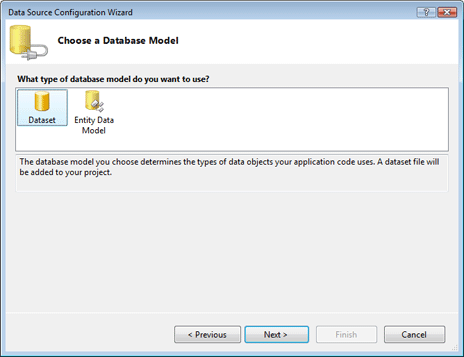 Data Source Configuration Wizard
Choose a Database Model
What type of database model do you want to use?
Dataset
Entity Data
Model
The database model you choose determines the types of data objects your application code uses. A dataset file will
be added to your project.
< Previous
Next >
Finish
Cancel